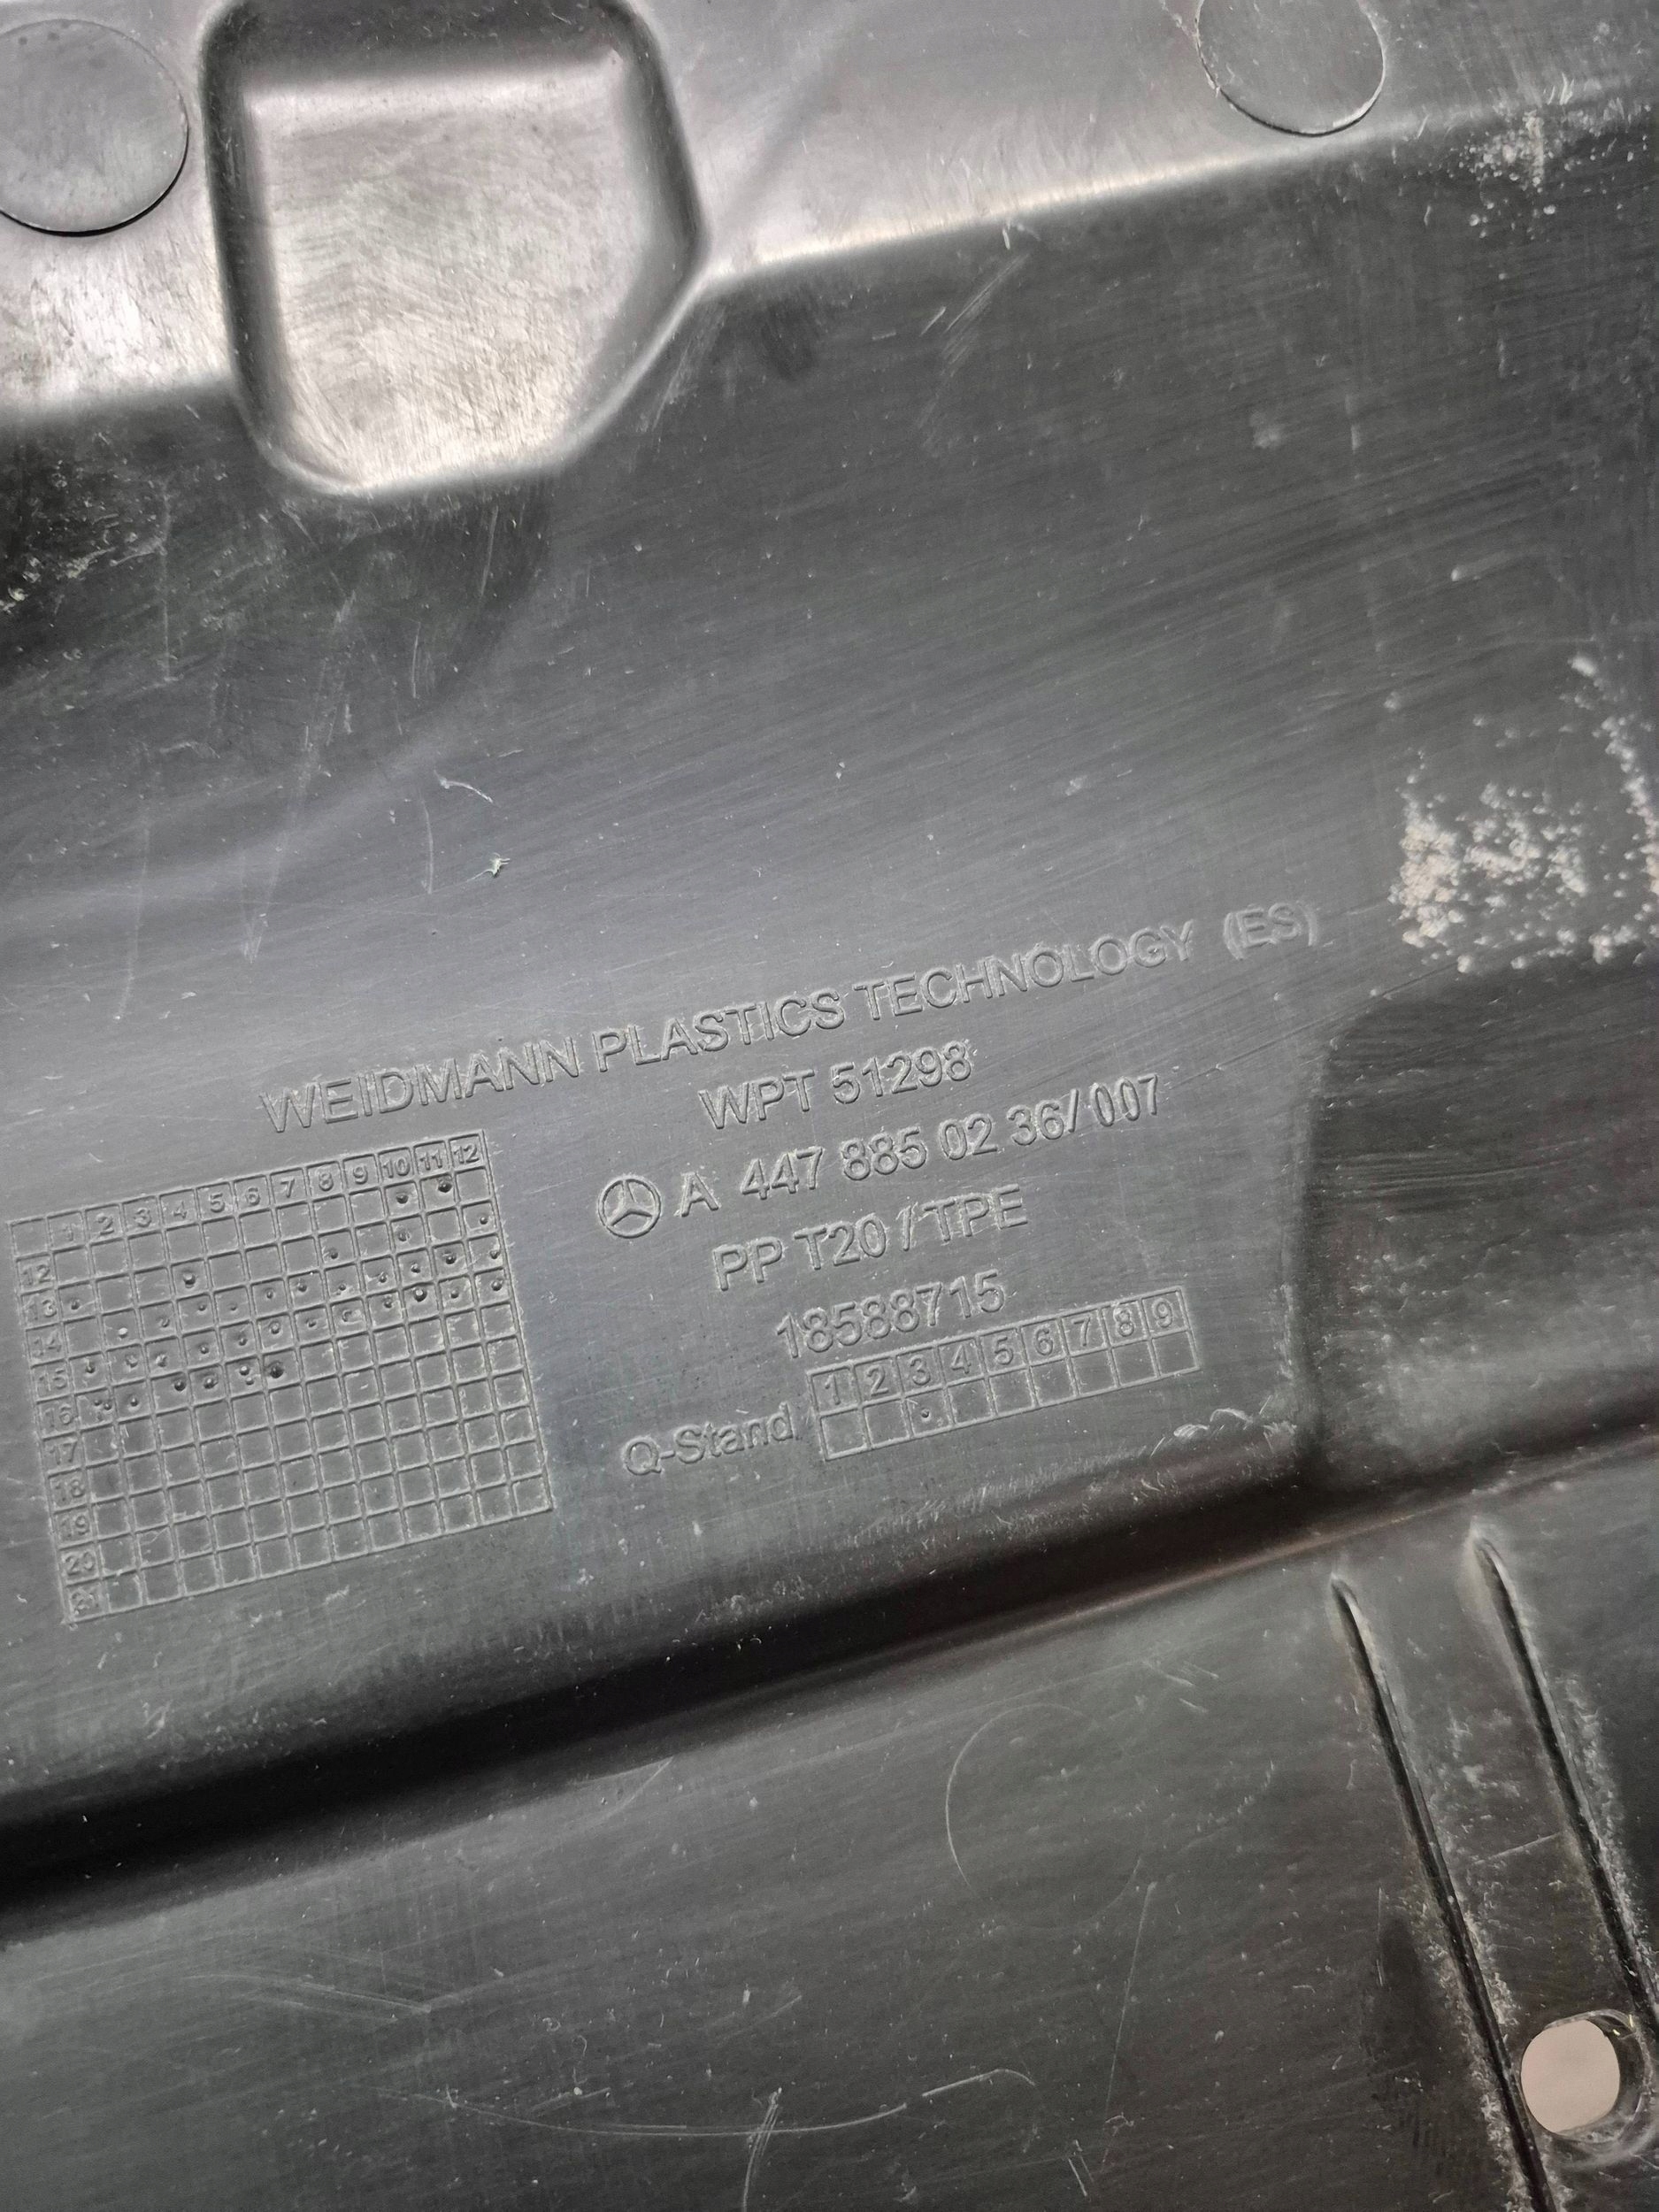 WEIDMANN PLASTICS TECHNOLOGY (ES)
WPT 51298
A 447 885 02 36/007
PP T20 / TPE
18588715
Q-Stand
1 2 3 4 5 6 7 8 9
1 2 3 4 5 6 7 8 9 10 11 12
12
13
14
15
16
17
18
19
20
21